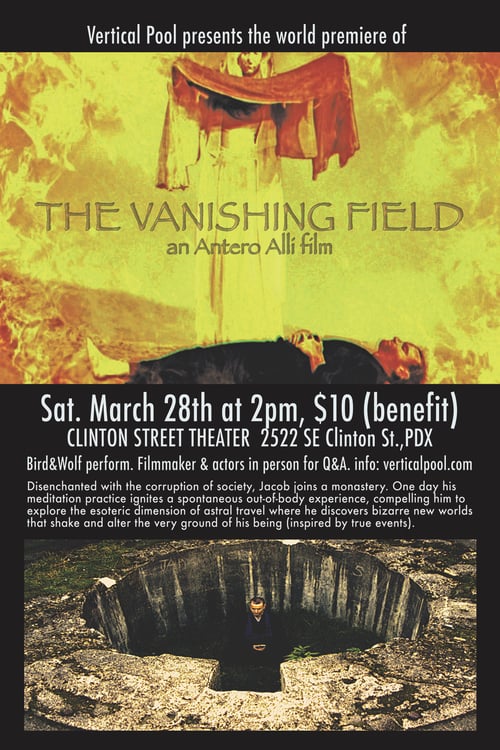 Vertical Pool presents the world premiere of
THE VANISHING FIELD
an Antero Alli film
Sat. March 28th at 2pm, $10 (benefit)
CLINTON STREET THEATER 2522 SE Clinton St.,PDX
Bird&Wolf perform. Filmmaker & actors in person for Q&A. info: verticalpool.com
Disenchanted with the corruption of society, Jacob joins a monastery. One day his
meditation practice ignites a spontaneous out-of-body experience, compelling him to
explore the esoteric dimension of astral travel where he discovers bizarre new worlds
that shake and alter the very ground of his being (inspired by true events).